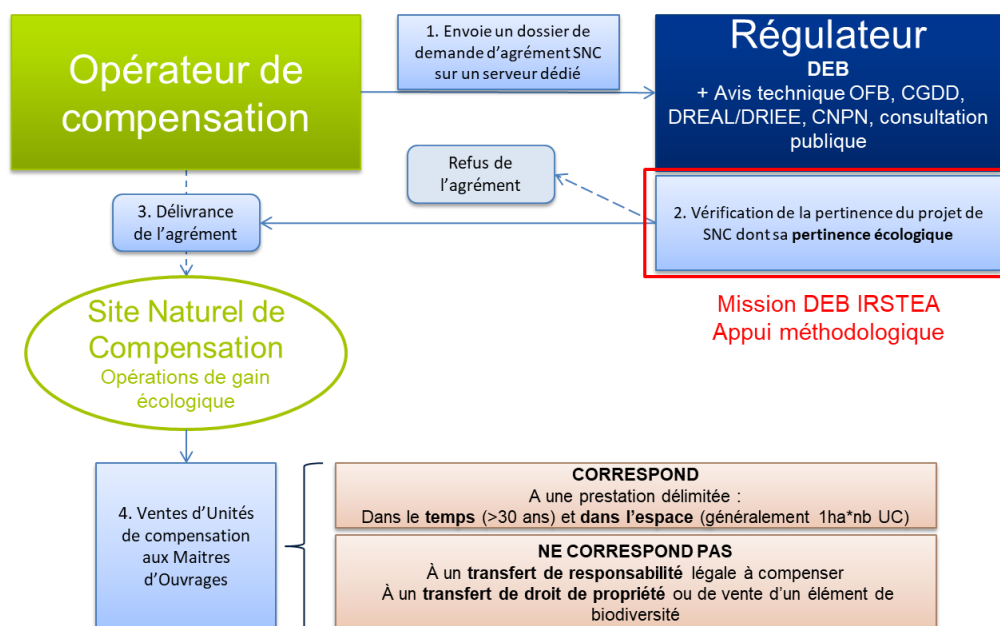 Opérateur de
compensation
1. Envoie un dossier de
demande d’agrément SNC
sur un serveur dédié
Régulateur
DEB
+ Avis technique OFB, CGDD,
DREAL/DRIEE, CNPN, consultation
publique
Refus de
l’agrément
2. Vérification de la pertinence du projet de
SNC dont sa pertinence écologique
3. Délivrance
de l’agrément
Mission DEB IRSTEA
Appui méthodologique
Site Naturel de
Compensation
Opérations de gain
écologique
4. Ventes d’Unités
de compensation
aux Maitres
d’Ouvrages
CORRESPOND
A une prestation délimitée :
Dans le temps (>30 ans) et dans l’espace (généralement 1ha*nb UC)
NE CORRESPOND PAS
À un transfert de responsabilité légale à compenser
À un transfert de droit de propriété ou de vente d’un élément de
biodiversité